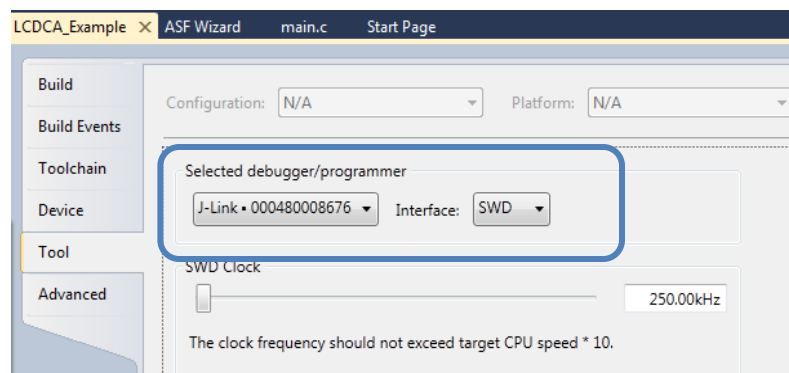 LCDCA_Example × ASF Wizard main.c Start Page
Build
Configuration: N/A Platform: N/A
Build Events
Toolchain
Selected debugger/programmer
Device
J-Link ▪ 000480008676 Interface: SWD
Tool
SWD Clock
Advanced
250.00kHz
The clock frequency should not exceed target CPU speed * 10.